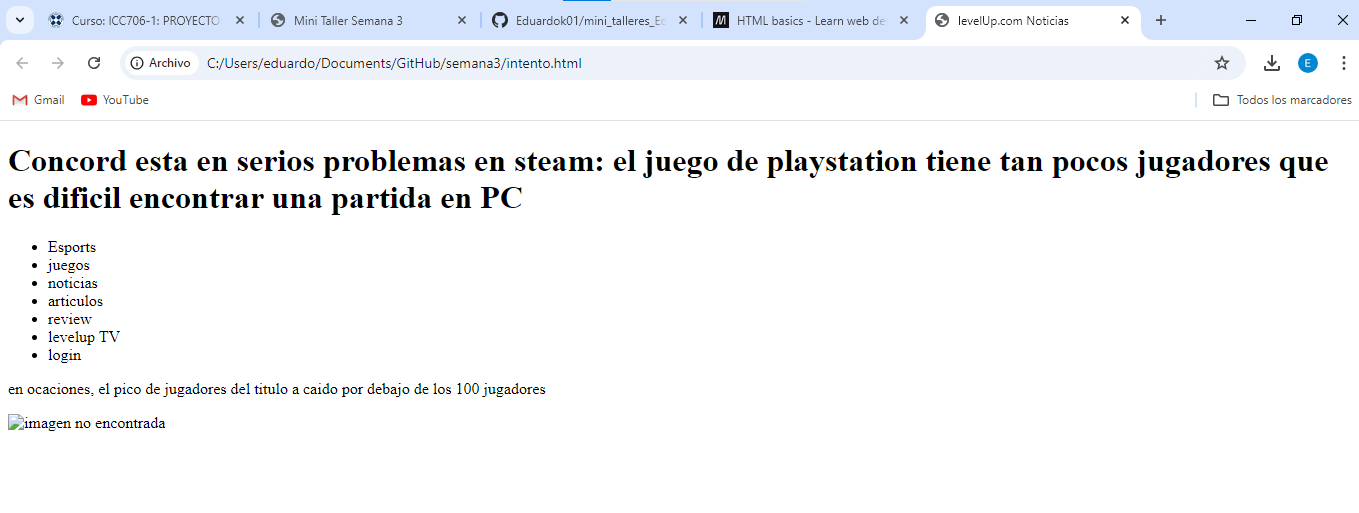 Curso: ICC706-1: PROYECTO
Mini Taller Semana 3
Eduardok01/mini_talleres_Ec
HTML basics - Learn web de
levelUp.com Noticias
Archivo
C:/Users/eduardo/Documents/GitHub/semana3/intento.html
E
Gmail
YouTube
Todos los marcadores
Concord esta en serios problemas en steam: el juego de playstation tiene tan pocos jugadores que
es dificil encontrar una partida en PC
Esports
juegos
noticias
articulos
review
levelup TV
login
en ocaciones, el pico de jugadores del titulo a caido por debajo de los 100 jugadores
imagen no encontrada